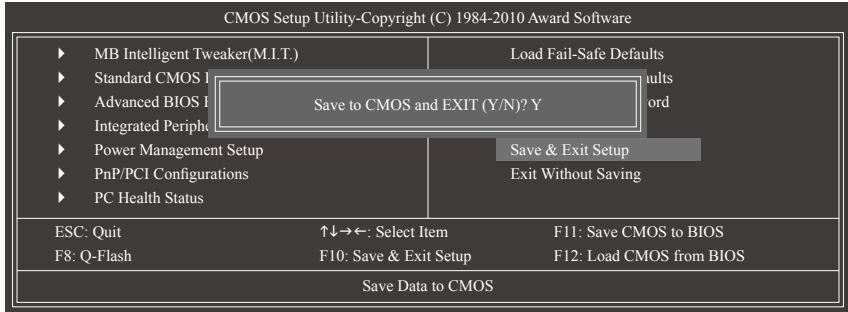 CMOS Setup Utility-Copyright (C) 1984-2010 Award Software
MB Intelligent Tweaker(M.I.T.)
Load Fail-Safe Defaults
Standard CMOS
Advanced BIOS
Integrated
Save to CMOS and EXIT (Y/N)? Y
Power Management Setup
Save & Exit Setup
PnP/PCI Configurations
Exit Without Saving
PC Health Status
ESC: Quit
↑↓→←: Select Item
F11: Save CMOS to BIOS
F8: Q-Flash
F10: Save & Exit Setup
F12: Load CMOS from BIOS
Save Data to CMOS